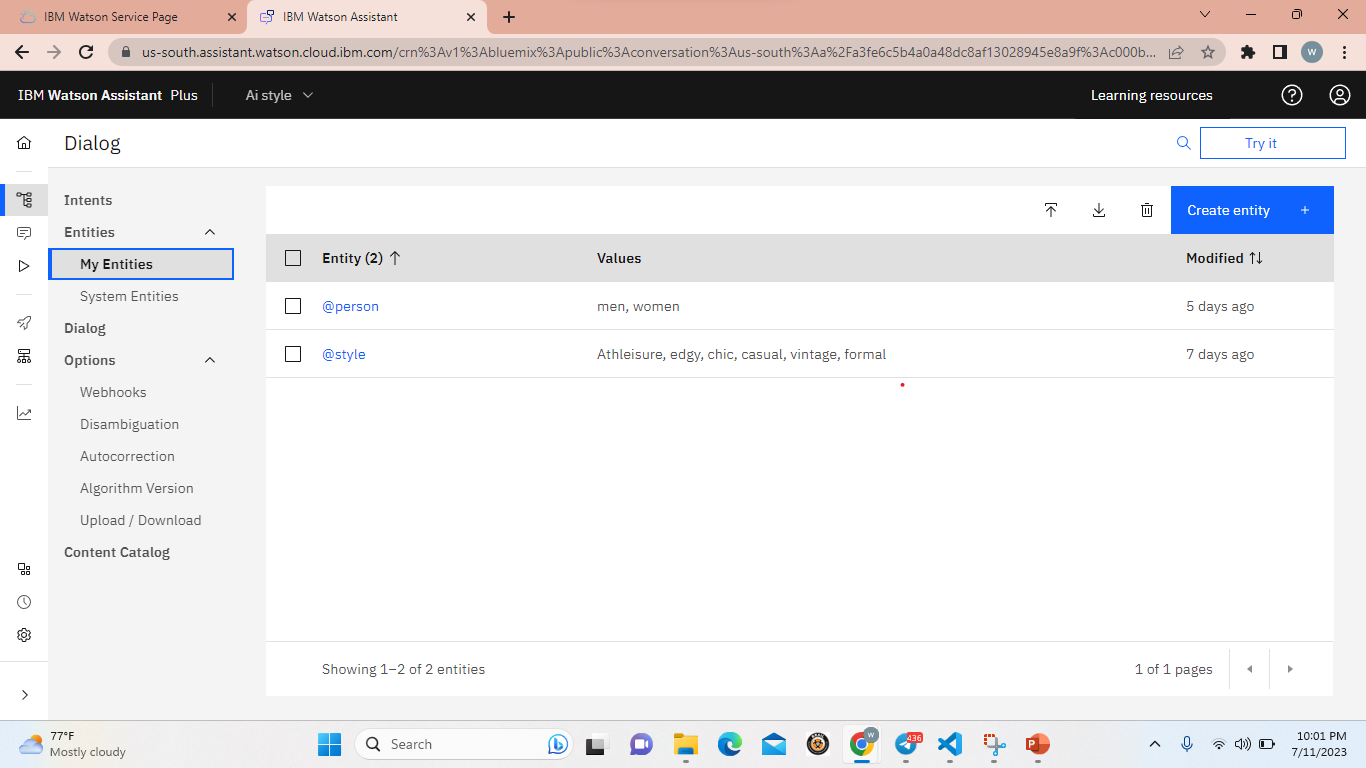 IBM Watson Service Page
IBM Watson Assistant
us-south.assistant.watson.cloud.ibm.com/crn%3Av1%3Abluemix%3Apublic%3Aconversation%3Aus-south%3Aa%2Fa3fe6c5b4a0a48dc8af13028945e8a9f%3Ac000b...
W
IBM Watson Assistant Plus
Ai style
Learning resources
Dialog
Try it
Intents
Entities
My Entities
System Entities
Dialog
Options
Webhooks
Disambiguation
Autocorrection
Algorithm Version
Upload / Download
Content Catalog
Create entity +
Entity (2) Values Modified
@person men, women 5 days ago
@style Athleisure, edgy, chic, casual, vintage, formal 7 days ago
Showing 1–2 of 2 entities
1 of 1 pages
77°F
Mostly cloudy
Search
W
436
10:01 PM
7/11/2023